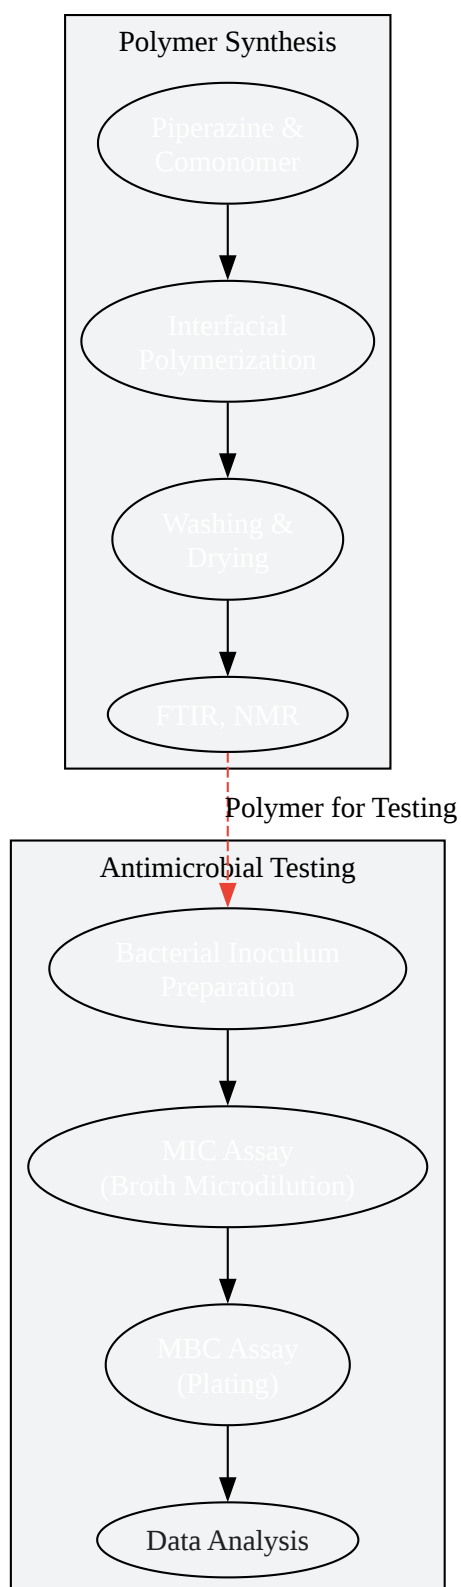 Polymer Synthesis
Piperazine &
Comonomer
Interfacial
Polymerization
Washing &
Drying
FTIR, NMR
Polymer for Testing
Antimicrobial Testing
Bacterial Inoculum
Preparation
MIC Assay
(Broth Microdilution)
MBC Assay
(Plating)
Data Analysis